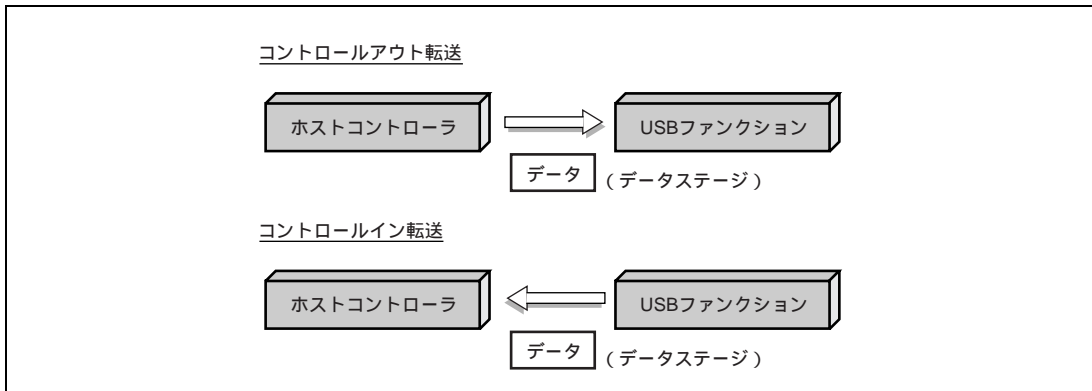 コントロールアウト転送
ホストコントローラ
USBファンクション
データ
(データステージ)
コントロールイン転送
ホストコントローラ
USBファンクション
データ
(データステージ)